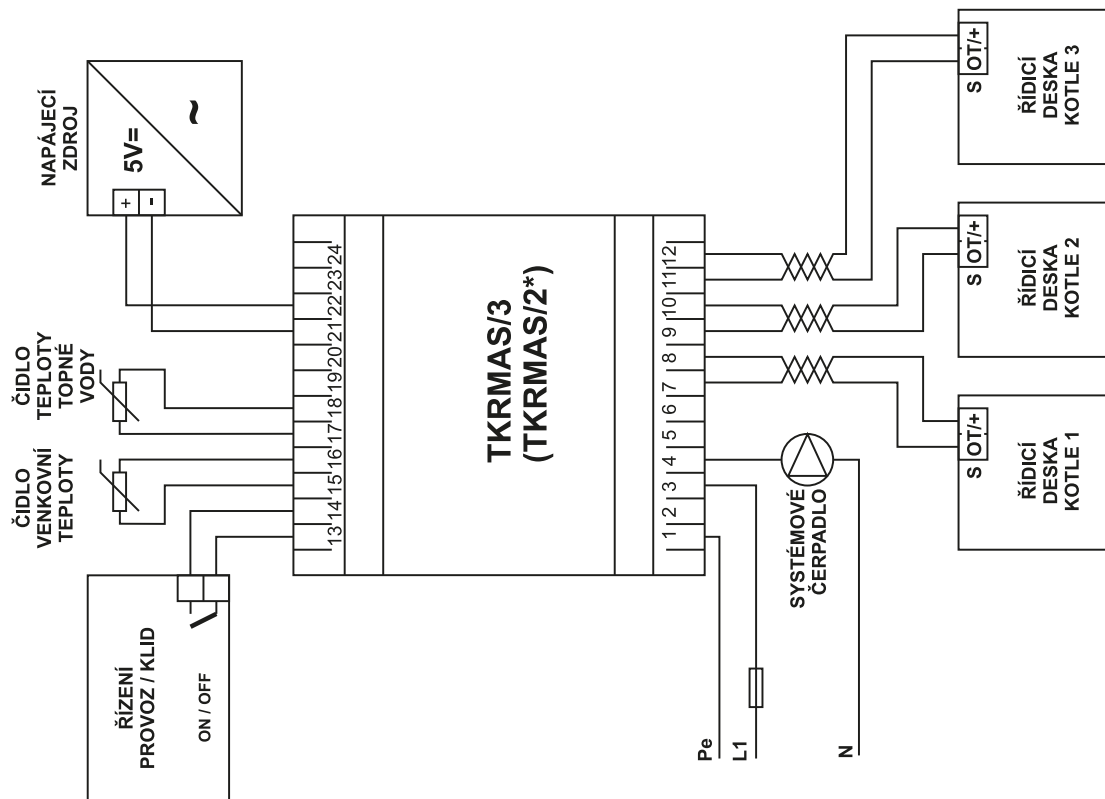 ŘÍZENÍ
PROVOZ / KLID
ON / OFF
ČIDLO
VENKOVNÍ
TEPLOTY
ČIDLO
TEPLOTY
TOPNÉ
VODY
NAPÁJECÍ
ZDROJ
5V=
~
+
-
13 14 15 16 17 18 19 20 21 22 23 24
TKRMAS/3
(TKRMAS/2*)
1 2 3 4 5 6 7 8 9 10 11 12
Pe
L1
N
SYSTÉMOVÉ
ČERPADLO
S OT/+
ŘÍDICÍ
DESKA
KOTLE 1
S OT/+
ŘÍDICÍ
DESKA
KOTLE 2
S OT/+
ŘÍDICÍ
DESKA
KOTLE 3